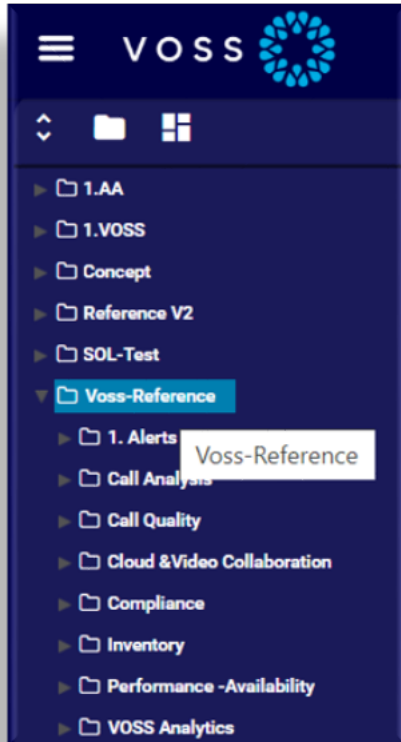 VOSS
1.AA
1.VOSS
Concept
Reference V2
SOL-Test
Voss-Reference
1. Alerts
Voss-Reference
Call Analysis
Call Quality
Cloud &Video Collaboration
Compliance
Inventory
Performance -Availability
VOSS Analytics